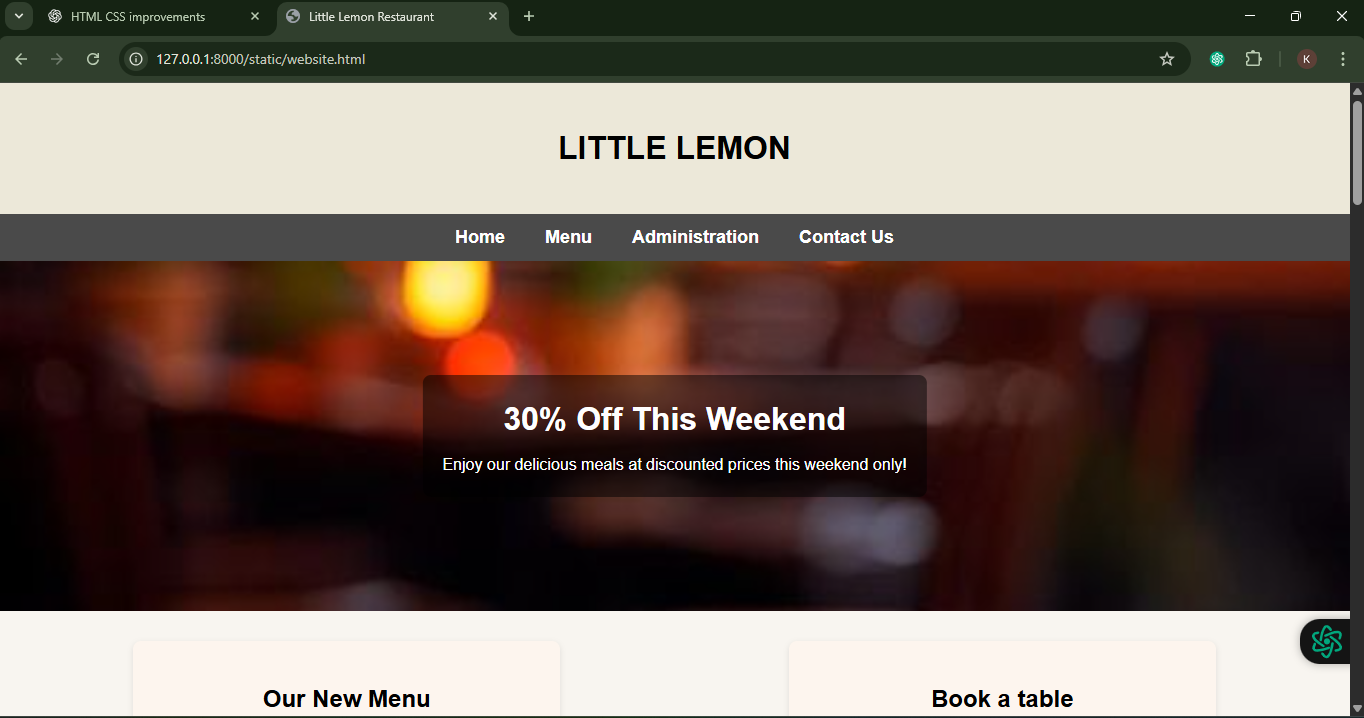 HTML CSS improvements
Little Lemon Restaurant
127.0.0.1:8000/static/website.html
K
LITTLE LEMON
Home Menu Administration Contact Us
30% Off This Weekend
Enjoy our delicious meals at discounted prices this weekend only!
Our New Menu
Book a table